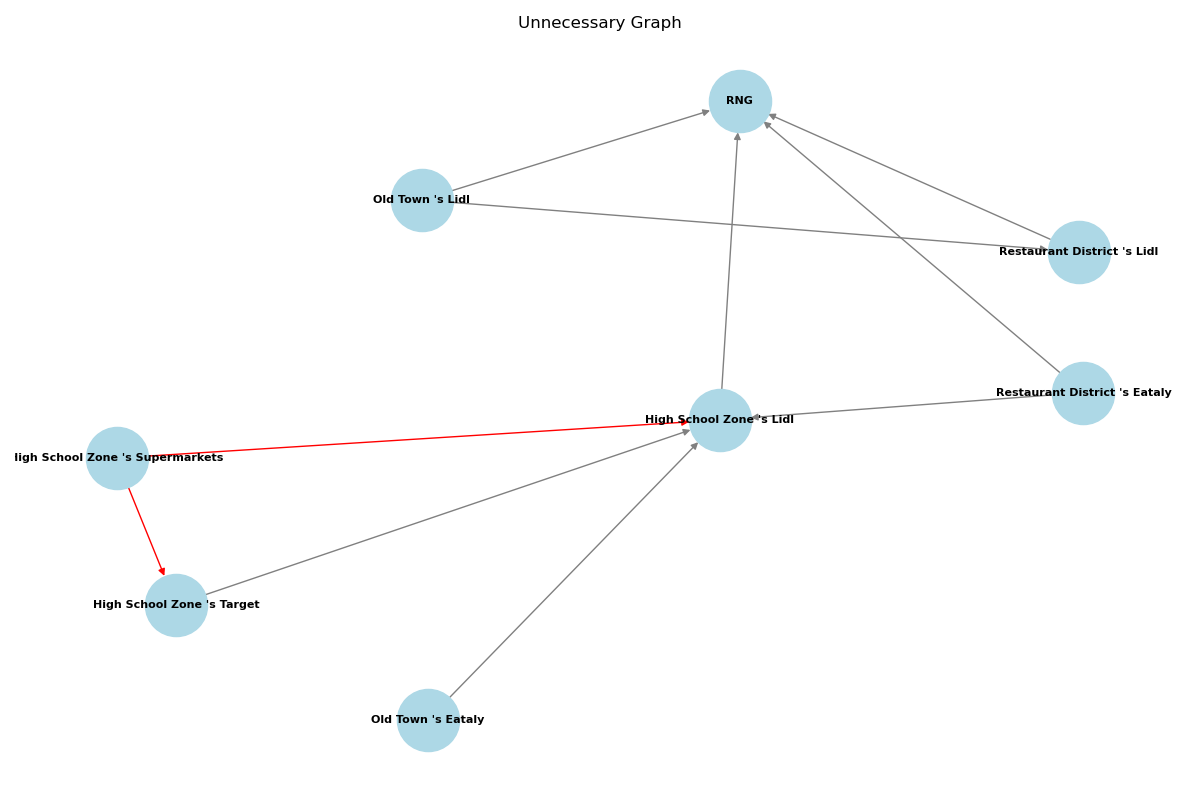 Unnecessary Graph
RNG
Old Town 's Lidl
Restaurant District 's Lidl
Restaurant District 's Eataly
High School Zone 's Lidl
ligh School Zone 's Supermarkets
High School Zone 's Target
Old Town 's Eataly